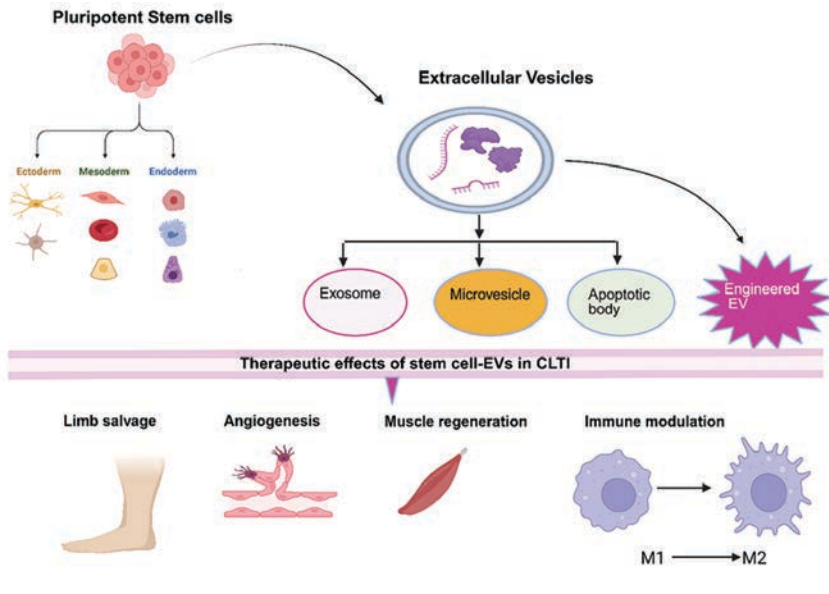 Pluripotent Stem cells
Extracellular Vesicles
Ectoderm
Mesoderm
Endoderm
Exosome
Microvesicle
Apoptotic
body
Engineered
EV
Therapeutic effects of stem cell-EVs in CLTI
Limb salvage
Angiogenesis
Muscle regeneration
Immune modulation
M1
M2